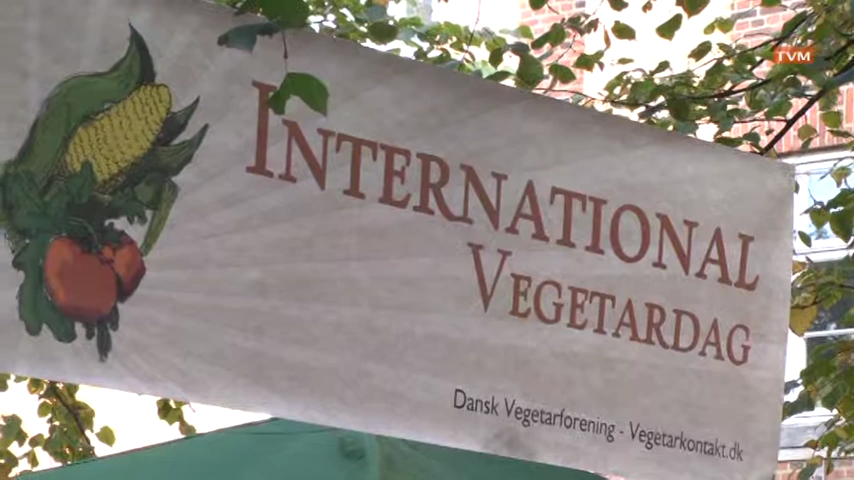 TVM
INTERNATIONAL
VEGETARDAG
Dansk Vegetarforening - Vegetarkontakt.dk